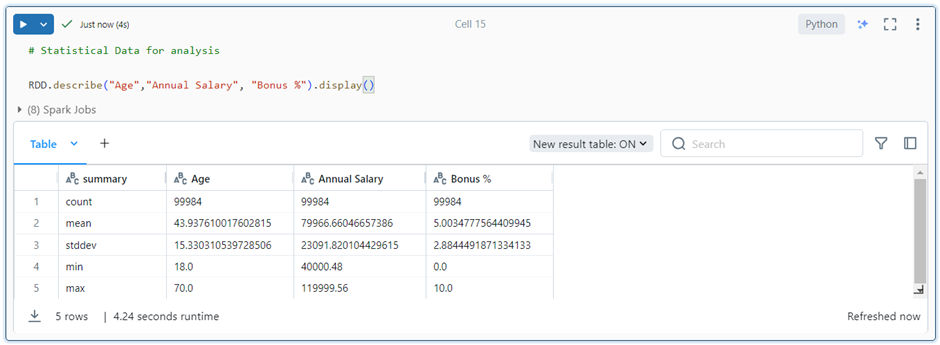 Just now (4s)
Cell 15
Python
# Statistical Data for analysis
RDD.describe("Age","Annual Salary", "Bonus %").display()
(8) Spark Jobs
Table
+
New result table: ON
Search
ABC summary ABC Age ABC Annual Salary ABC Bonus %
1 count 99984 99984 99984
2 mean 43.937610017602815 79966.66046657386 5.0034777564409945
3 stddev 15.330310539728506 23091.820104429615 2.8844491871334133
4 min 18.0 40000.48 0.0
5 max 70.0 119999.56 10.0
5 rows | 4.24 seconds runtime
Refreshed now